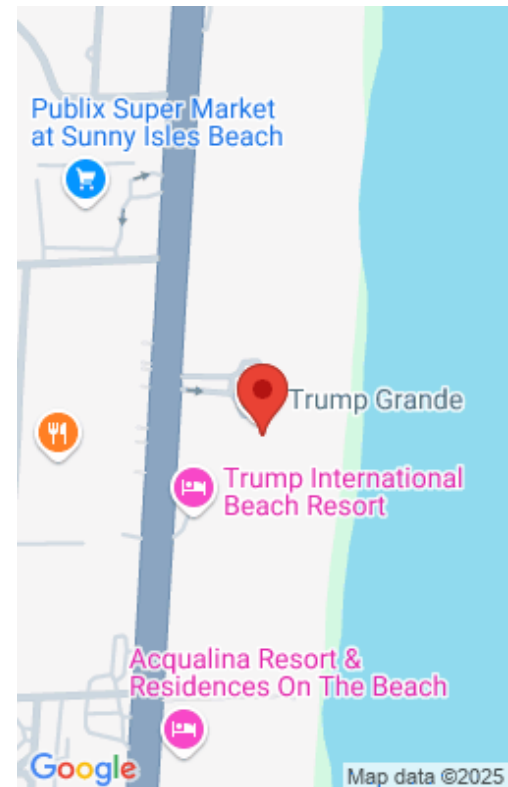 Publix Super Market
at Sunny Isles Beach
Trump Grande
Trump International
Beach Resort
Acqualina Resort &
Residences On The Beach
Google
Map data ©2025